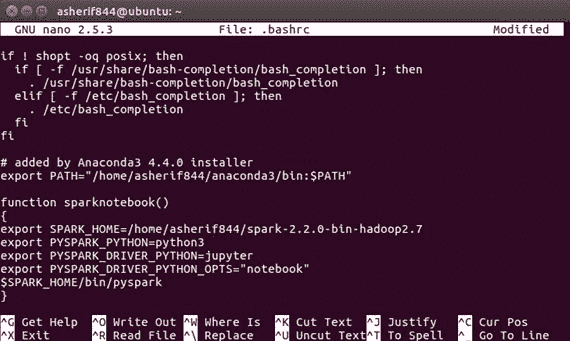 asherif844@ubuntu: ~
GNU nano 2.5.3 File: .bashrc Modified
if ! shopt -oq posix; then
  if [ -f /usr/share/bash-completion/bash_completion ]; then
    . /usr/share/bash-completion/bash_completion
  elif [ -f /etc/bash_completion ]; then
    . /etc/bash_completion
  fi
fi
# added by Anaconda3 4.4.0 installer
export PATH="/home/asherif844/anaconda3/bin:$PATH"
function sparknotebook()
{
export SPARK_HOME=/home/asherif844/spark-2.2.0-bin-hadoop2.7
export PYSPARK_PYTHON=python3
export PYSPARK_DRIVER_PYTHON=jupyter
export PYSPARK_DRIVER_PYTHON_OPTS="notebook"
$SPARK_HOME/bin/pyspark
}
^G Get Help ^O Write Out ^W Where Is ^K Cut Text ^J Justify ^C Cur Pos
^X Exit ^R Read File ^\ Replace ^U Uncut Text ^T To Spell ^_ Go To Line